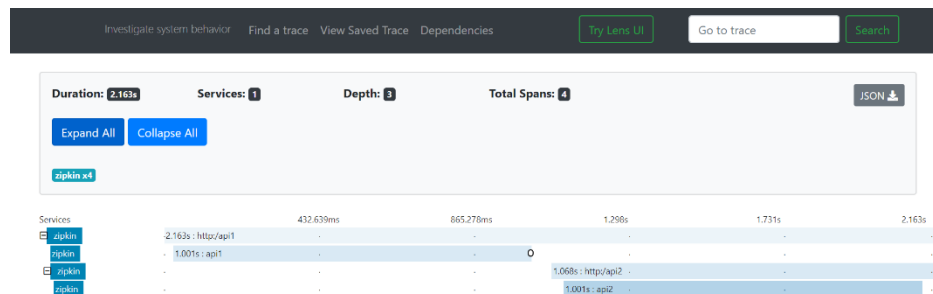 Investigate system behavior Find a trace View Saved Trace Dependencies Try Lens UI Go to trace Search
Duration: 2.163s Services: 1 Depth: 3 Total Spans: 4 JSON
Expand All Collapse All
zipkin x4
Services 432.639ms 865.278ms 1.298s 1.731s 2.163s
zipkin 2.163s : http:/api1
zipkin 1.001s : api1
zipkin 1.068s : http:/api2
zipkin 1.001s : api2